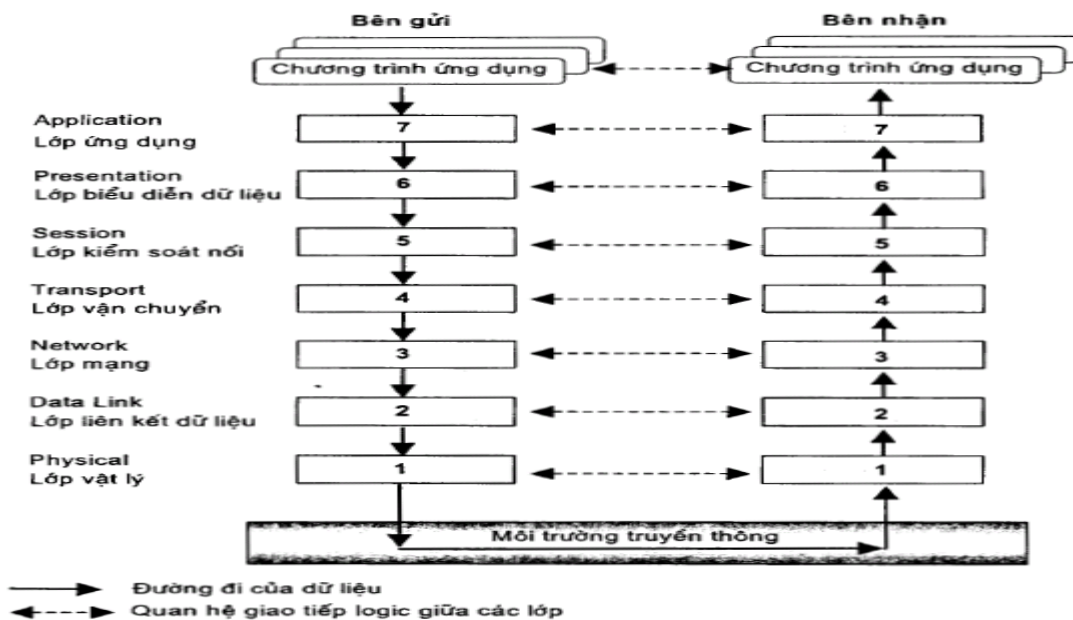 Bên gửi
Bên nhận
Chương trình ứng dụng
Chương trình ứng dụng
Application
Lớp ứng dụng
7
7
Presentation
Lớp biểu diễn dữ liệu
6
6
Session
Lớp kiểm soát nối
5
5
Transport
Lớp vận chuyển
4
4
Network
Lớp mạng
3
3
Data Link
Lớp liên kết dữ liệu
2
2
Physical
Lớp vật lý
1
1
Môi trường truyền thông
Đường đi của dữ liệu
Quan hệ giao tiếp logic giữa các lớp